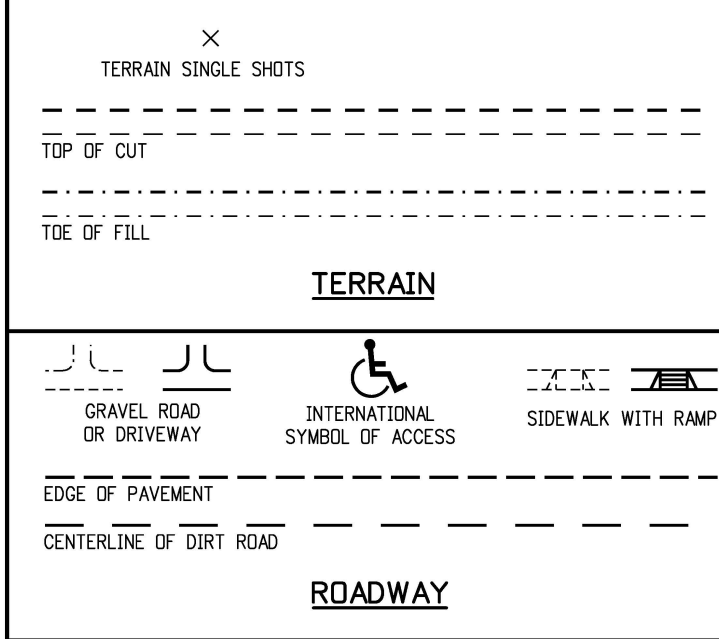 TERRAIN SINGLE SHOTS
TOP OF CUT
TOE OF FILL
TERRAIN
GRAVEL ROAD
OR DRIVEWAY
INTERNATIONAL
SYMBOL OF ACCESS
SIDEWALK WITH RAMP
EDGE OF PAVEMENT
CENTERLINE OF DIRT ROAD
ROADWAY